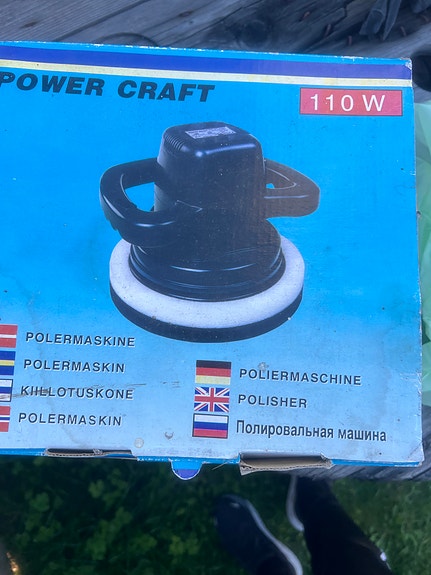 POWER CRAFT
110 W
POLERMASKINE
POLERMASKIN
KIILLOTUSKONE
POLERMASKIN
POLIERMASCHINE
POLISHER
Полировальная машина